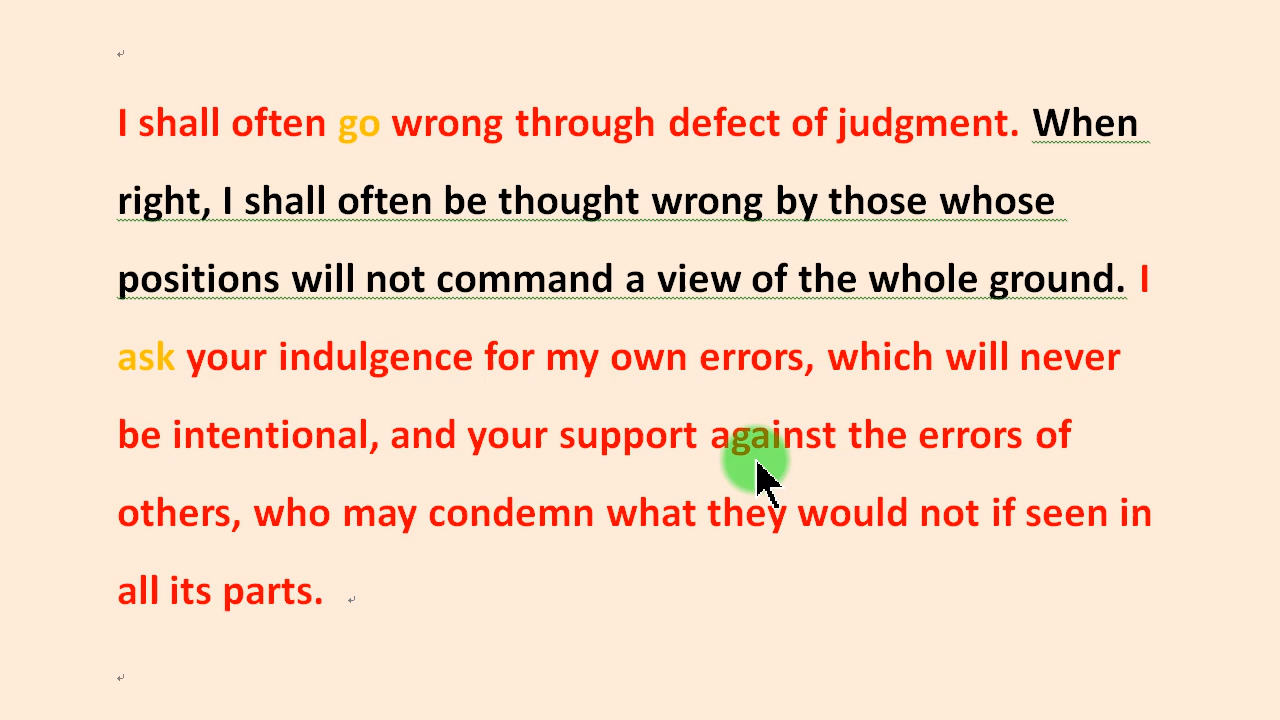 I shall often go wrong through defect of judgment. When
right, I shall often be thought wrong by those whose
positions will not command a view of the whole ground. I
ask your indulgence for my own errors, which will never
be intentional, and your support against the errors of
others, who may condemn what they would not if seen in
all its parts.